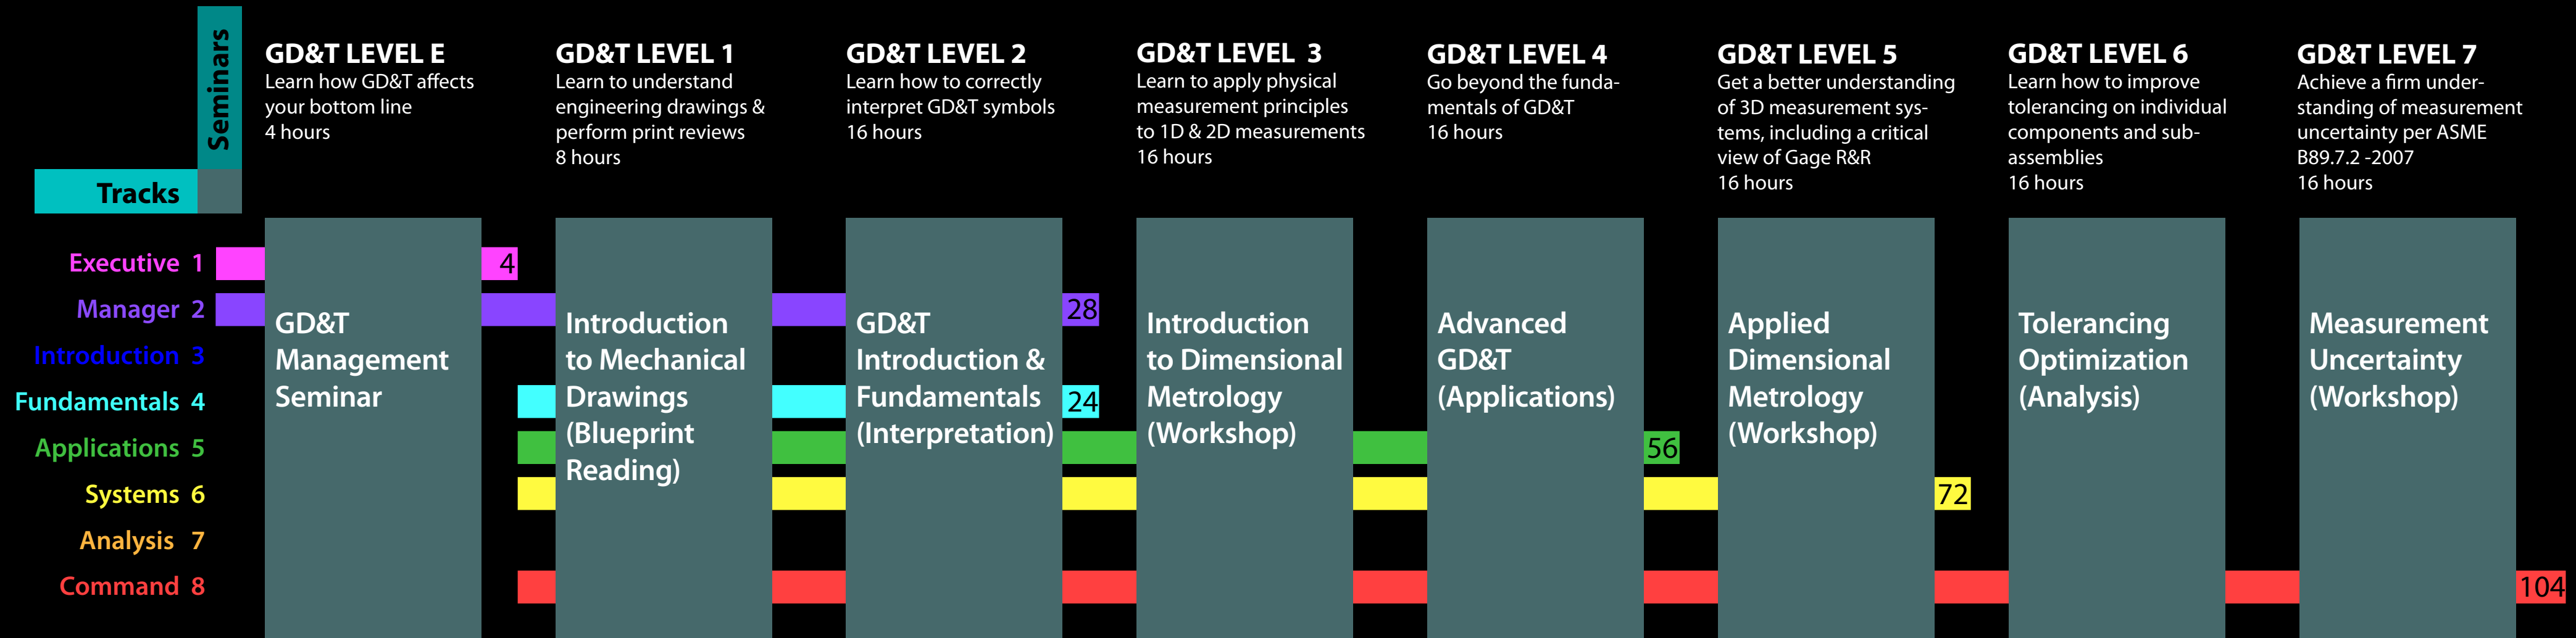 Seminars
Tracks
GD&T LEVEL E
Learn how GD&T affects
your bottom line
4 hours
GD&T LEVEL 1
Learn to understand
engineering drawings &
perform print reviews
8 hours
GD&T LEVEL 2
Learn how to correctly
interpret GD&T symbols
16 hours
GD&T LEVEL 3
Learn to apply physical
measurement principles
to 1D & 2D measurements
16 hours
GD&T LEVEL 4
Go beyond the funda-
mentals of GD&T
16 hours
GD&T LEVEL 5
Get a better understanding
of 3D measurement sys-
tems, including a critical
view of Gage R&R
16 hours
GD&T LEVEL 6
Learn how to improve
tolerancing on individual
components and sub-
assemblies
16 hours
GD&T LEVEL 7
Achieve a firm under-
standing of measurement
uncertainty per ASME
B89.7.2 -2007
16 hours
Executive 1
Manager 2
Introduction 3
Fundamentals 4
Applications 5
Systems 6
Analysis 7
Command 8
GD&T
Management
Seminar
Introduction
to Mechanical
Drawings
(Blueprint
Reading)
GD&T
Introduction &
Fundamentals
(Interpretation)
Introduction
to Dimensional
Metrology
(Workshop)
Advanced
GD&T
(Applications)
Applied
Dimensional
Metrology
(Workshop)
Tolerancing
Optimization
(Analysis)
Measurement
Uncertainty
(Workshop)
4
28
24
56
72
104